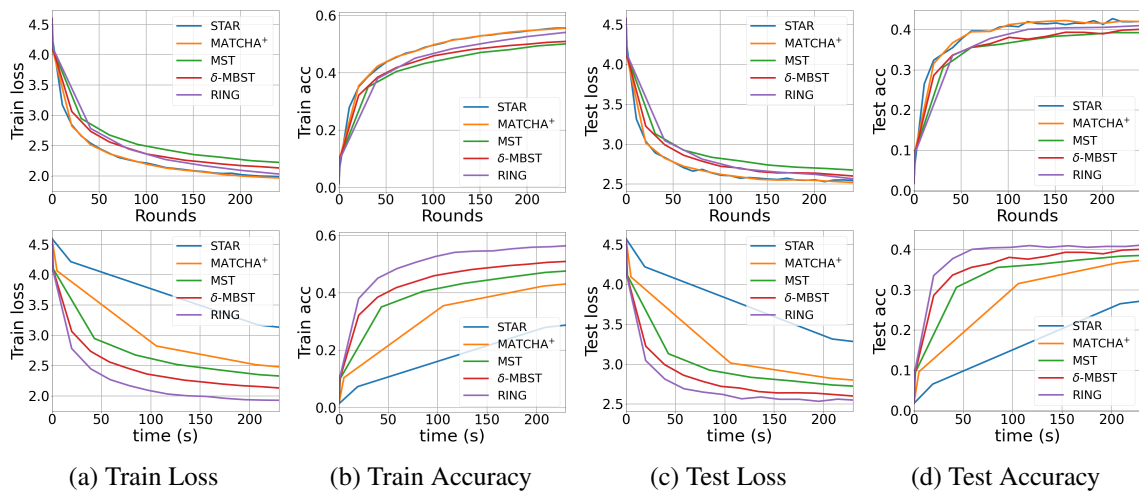 4.5
4.0
3.5
3.0
2.5
2.0
Train loss
STAR
MATCHA+
MST
δ-MBST
RING
0 50 100 150 200
Rounds
0.6
0.4
0.2
0.0
Train acc
STAR
MATCHA+
MST
δ-MBST
RING
0 50 100 150 200
Rounds
4.5
4.0
3.5
3.0
2.5
Test loss
STAR
MATCHA+
MST
δ-MBST
RING
0 50 100 150 200
Rounds
0.4
0.3
0.2
0.1
0.0
Test acc
STAR
MATCHA+
MST
δ-MBST
RING
0 50 100 150 200
Rounds
4.5
4.0
3.5
3.0
2.5
2.0
Train loss
STAR
MATCHA+
MST
δ-MBST
RING
0 50 100 150 200
time (s)
0.6
0.4
0.2
0.0
Train acc
STAR
MATCHA+
MST
δ-MBST
RING
0 50 100 150 200
time (s)
4.5
4.0
3.5
3.0
2.5
Test loss
STAR
MATCHA+
MST
δ-MBST
RING
0 50 100 150 200
time (s)
0.4
0.3
0.2
0.1
0.0
Test acc
STAR
MATCHA+
MST
δ-MBST
RING
0 50 100 150 200
time (s)
(a) Train Loss
(b) Train Accuracy
(c) Test Loss
(d) Test Accuracy